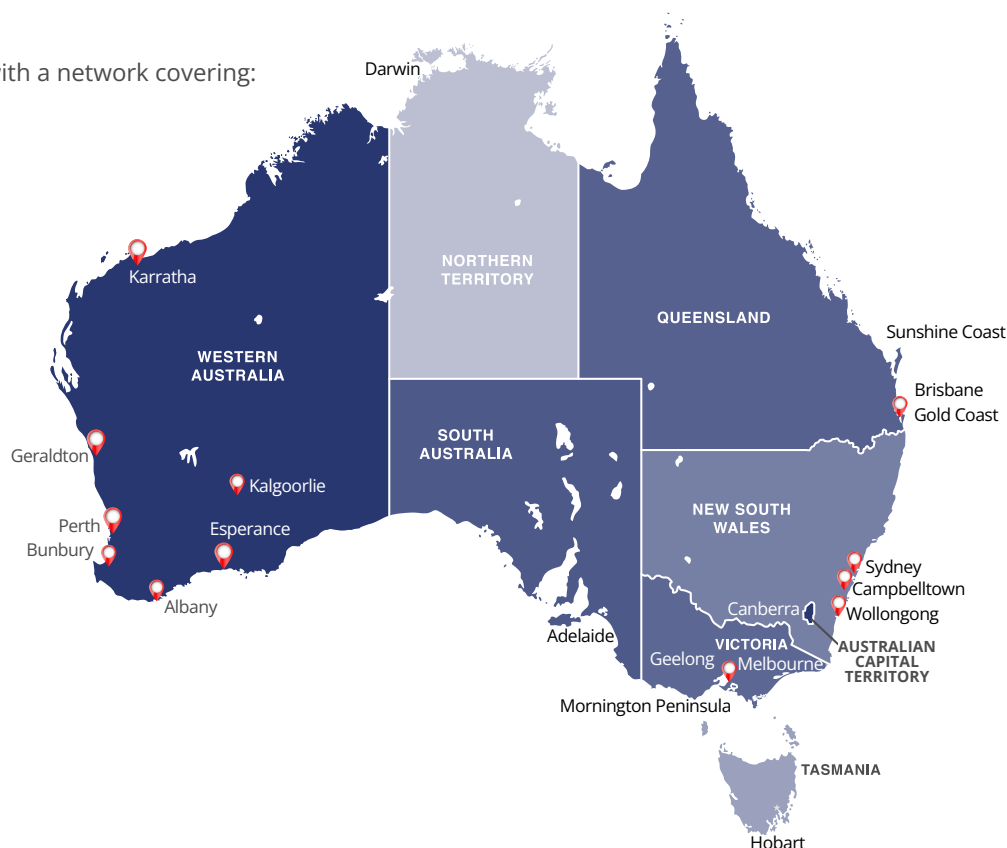 with a network covering:
Darwin
NORTHERN
TERRITORY
Karratha
QUEENSLAND
Sunshine Coast
WESTERN
AUSTRALIA
Brisbane
Gold Coast
SOUTH
AUSTRALIA
Geraldton
Kalgoorlie
NEW SOUTH
WALES
Perth
Esperance
Bunbury
Sydney
Campbelltown
Albany
Canberra
Wollongong
Adelaide
VICTORIA
AUSTRALIAN
CAPITAL
TERRITORY
Geelong
Melbourne
Mornington Peninsula
TASMANIA
Hobart